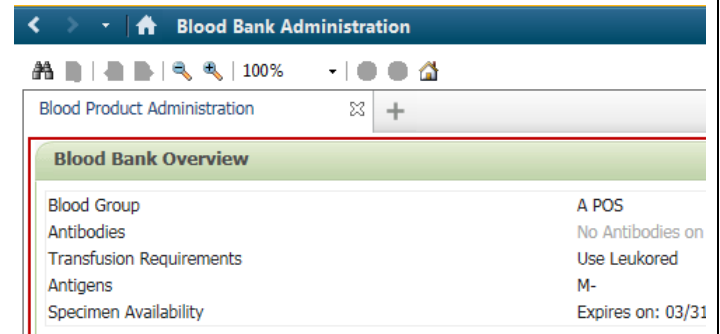 Blood Bank Administration
100%
Blood Product Administration
Blood Bank Overview
Blood Group A POS
Antibodies No Antibodies on
Transfusion Requirements Use Leukored
Antigens M-
Specimen Availability Expires on: 03/31